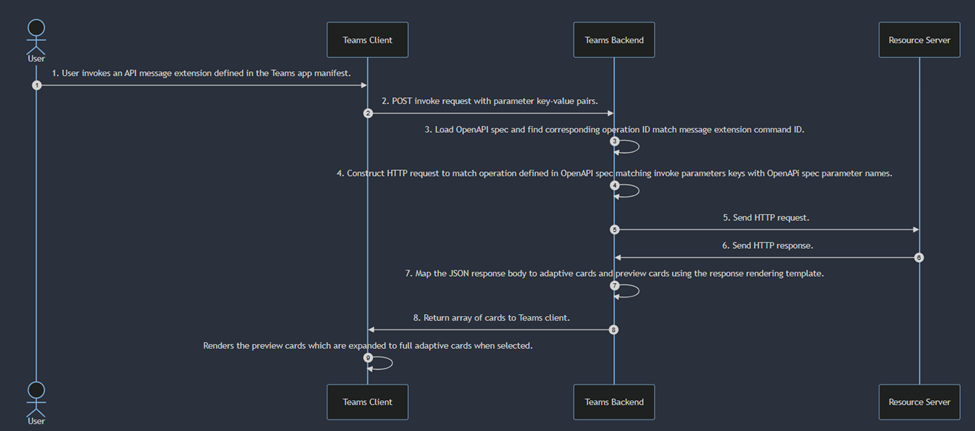 User
Teams Client
Teams Backend
Resource Server
1. User invokes an API message extension defined in the Teams app manifest.
1
2. POST invoke request with parameter key-value pairs.
2
3. Load OpenAPI spec and find corresponding operation ID match message extension command ID.
3
4. Construct HTTP request to match operation defined in OpenAPI spec matching invoke parameters keys with OpenAPI spec parameter names.
4
5. Send HTTP request.
5
6. Send HTTP response.
6
7. Map the JSON response body to adaptive cards and preview cards using the response rendering template.
7
8. Return array of cards to Teams client.
8
Renders the preview cards which are expanded to full adaptive cards when selected.
9
User
Teams Client
Teams Backend
Resource Server